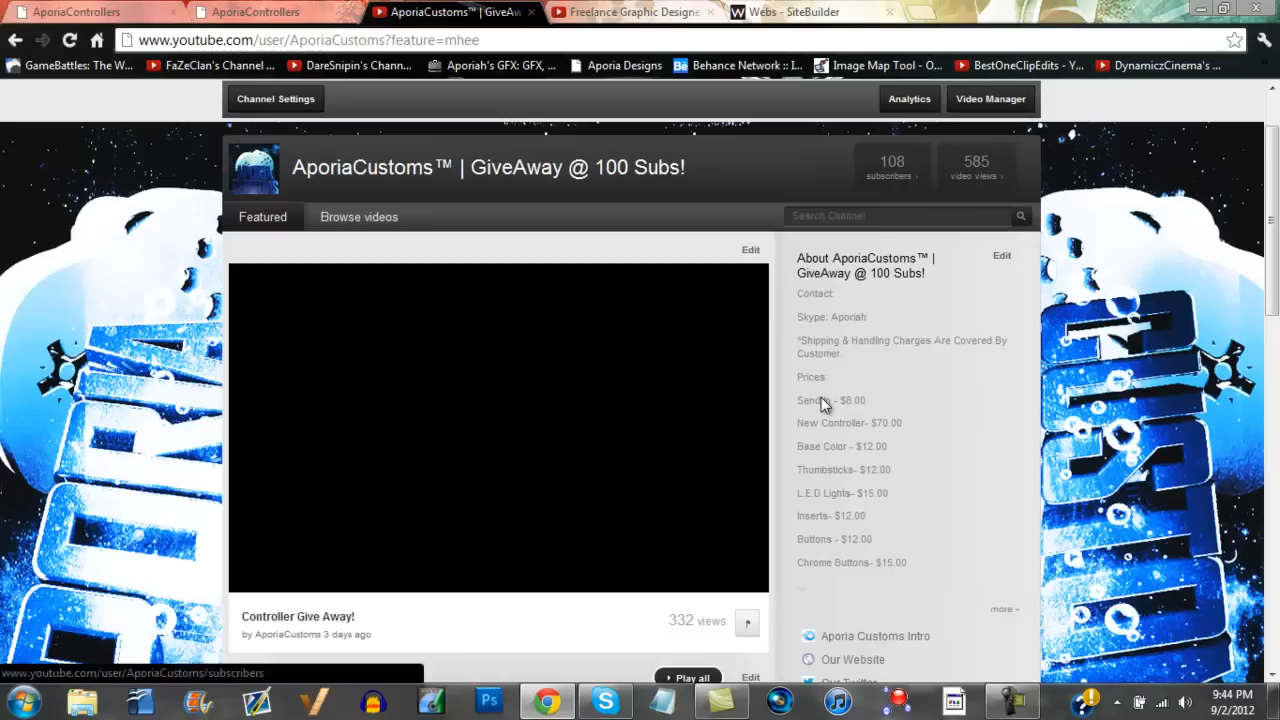 AporiaControllers
AporiaControllers
AporiaCustoms™ | GiveAw
Freelance Graphic Designe
Webs - SiteBuilder
www.youtube.com/user/AporiaCustoms?feature=mhee
GameBattles: The W...
FaZeClan's Channel ...
DareSnipin's Chann...
Aporiah's GFX: GFX, ...
Aporia Designs
Behance Network :: I...
Image Map Tool - O...
BestOneClipEdits - Y...
DynamiczCinema's ...
Channel Settings
Analytics
Video Manager
AporiaCustoms™ | GiveAway @ 100 Subs!
108
subscribers ›
585
video views ›
Featured
Browse videos
Search Channel
Edit
About AporiaCustoms™ |
GiveAway @ 100 Subs!
Edit
Contact:
Skype: Aporiah
*Shipping & Handling Charges Are Covered By
Customer.
Prices:
- $8.00
New Controller- $70.00
Base Color - $12.00
Thumbsticks- $12.00
L.E.D Lights- $15.00
Inserts- $12.00
Buttons - $12.00
Chrome Buttons- $15.00
...
more
Controller Give Away!
by AporiaCustoms 3 days ago
332 views
Aporia Customs Intro
Our Website
Our Twitter
Play all
Edit
www.youtube.com/user/AporiaCustoms/subscribers
Ps
9:44 PM
9/2/2012